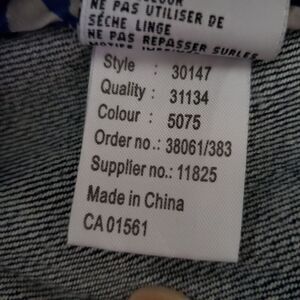 NE PAS UTILISER DE
SÈCHE LINGE
NE PAS REPASSER SUR LES
Style : 30147
Quality : 31134
Colour : 5075
Order no.: 38061/383
Supplier no.: 11825
Made in China
CA 01561